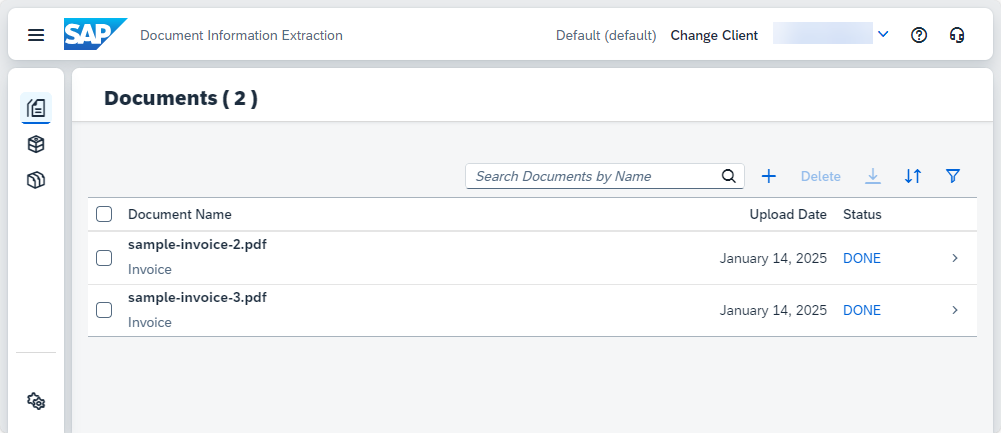 SAP Document Information Extraction Default (default) Change Client
Documents ( 2 )
Search Documents by Name Delete
Document Name Upload Date Status
sample-invoice-2.pdf
Invoice January 14, 2025 DONE
sample-invoice-3.pdf
Invoice January 14, 2025 DONE